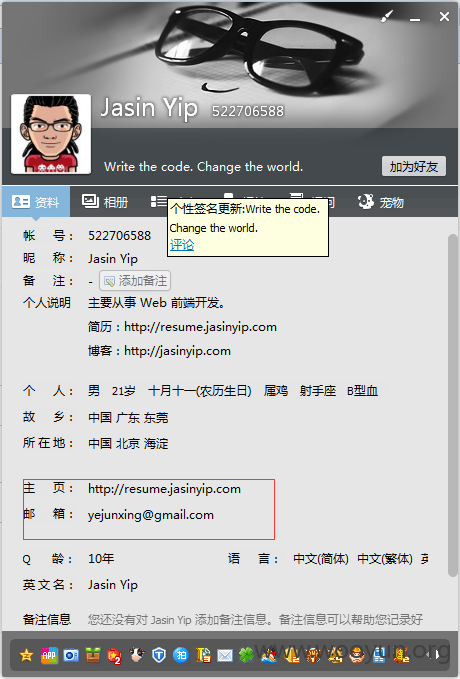 Jasin Yip 522706588
Write the code. Change the world.
加为好友
资料 相册 宠物
个性签名更新:Write the code.
Change the world.
评论
帐 号： 522706588
昵 称： Jasin Yip
备 注： - 添加备注
个人说明 主要从事 Web 前端开发。
简历：http://resume.jasinyip.com
博客：http://jasinyip.com
个 人： 男 21岁 十月十一(农历生日) 属鸡 射手座 B型血
故 乡： 中国 广东 东莞
所在地： 中国 北京 海淀
主 页： http://resume.jasinyip.com
邮 箱： yejunxing@gmail.com
Q 龄： 10年 语 言： 中文(简体) 中文(繁体)
英文名： Jasin Yip
备注信息 您还没有对 Jasin Yip 添加备注信息。备注信息可以帮助您记录好
APP 2
www.wooyun.org